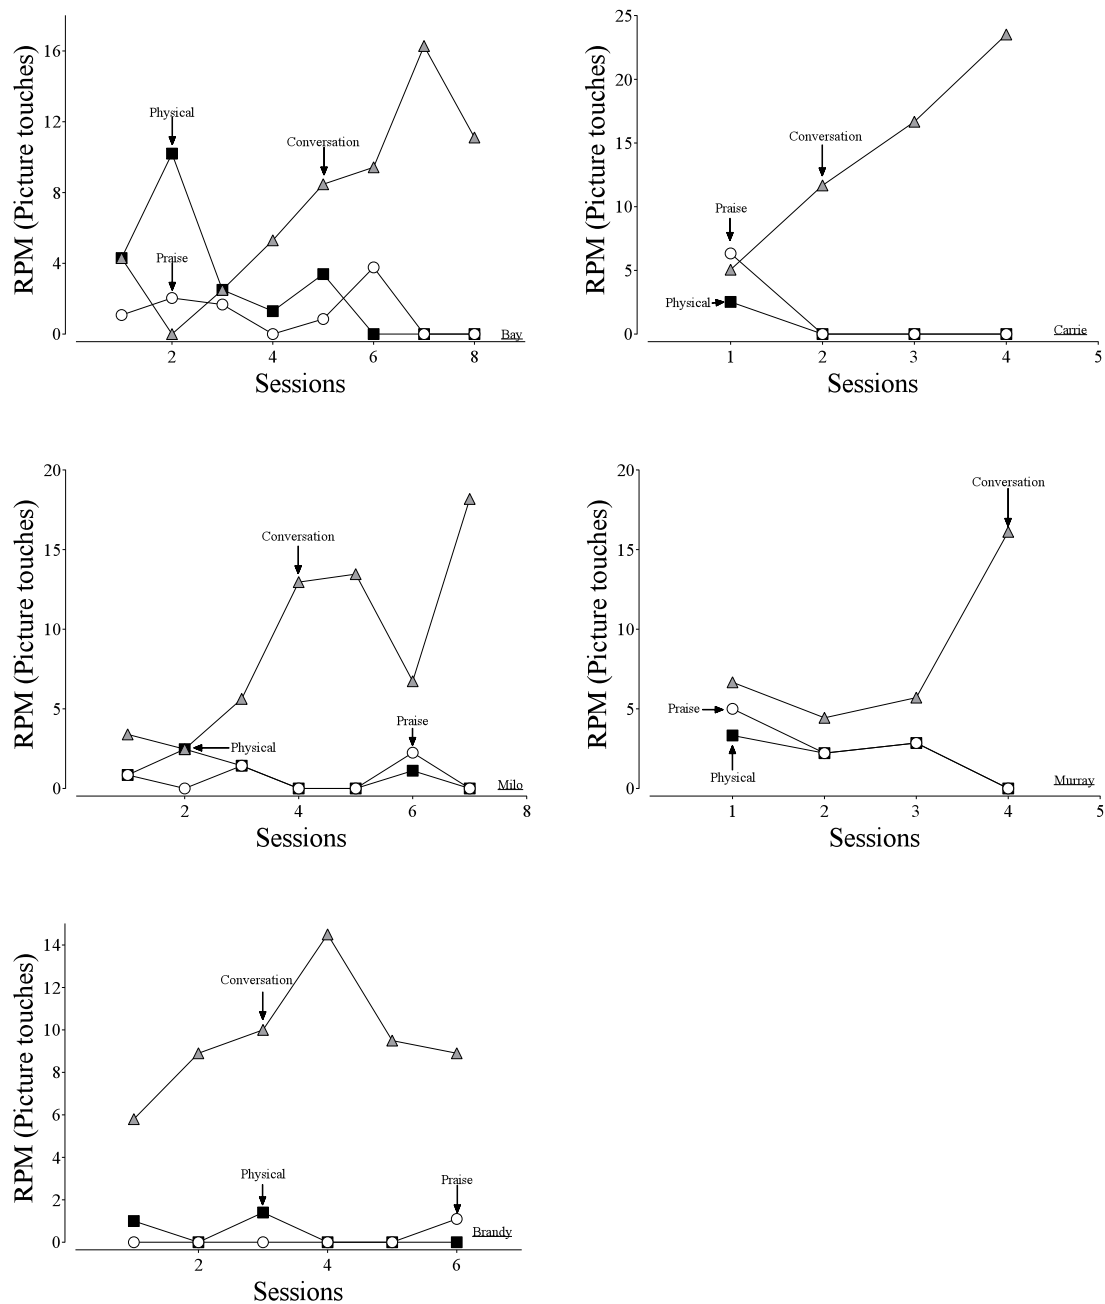 RPM (Picture touches)
16
12
8
4
0
Physical
Conversation
Praise
Bay
2
4
6
8
Sessions
RPM (Picture touches)
25
20
15
10
5
0
Conversation
Praise
Physical
Carrie
1
2
3
4
5
Sessions
RPM (Picture touches)
20
15
10
5
0
Conversation
Praise
Physical
Milo
2
4
6
8
Sessions
RPM (Picture touches)
20
15
10
5
0
Conversation
Praise
Physical
Murray
1
2
3
4
5
Sessions
RPM (Picture touches)
14
12
10
8
6
4
2
0
Conversation
Physical
Praise
Brandy
2
4
6
Sessions